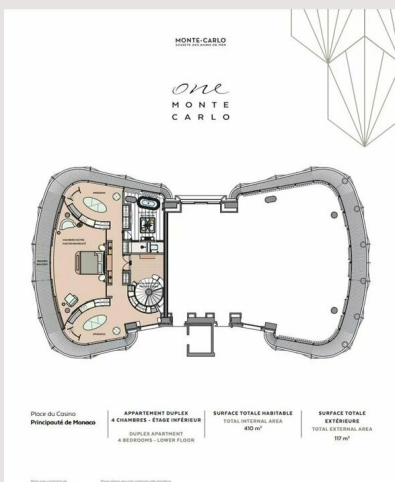 MONTE-CARLO
SOCIÉTÉ DES BAINS DE MER
one
MONTE
CARLO
Place du Casino
Principauté de Monaco
APPARTEMENT DUPLEX
4 CHAMBRES - ÉTAGE INFÉRIEUR
DUPLEX APARTMENT
4 BEDROOMS - LOWER FLOOR
SURFACE TOTALE HABITABLE
TOTAL INTERNAL AREA
410 m²
SURFACE TOTALE
EXTÉRIEURE
TOTAL EXTERNAL AREA
117 m²